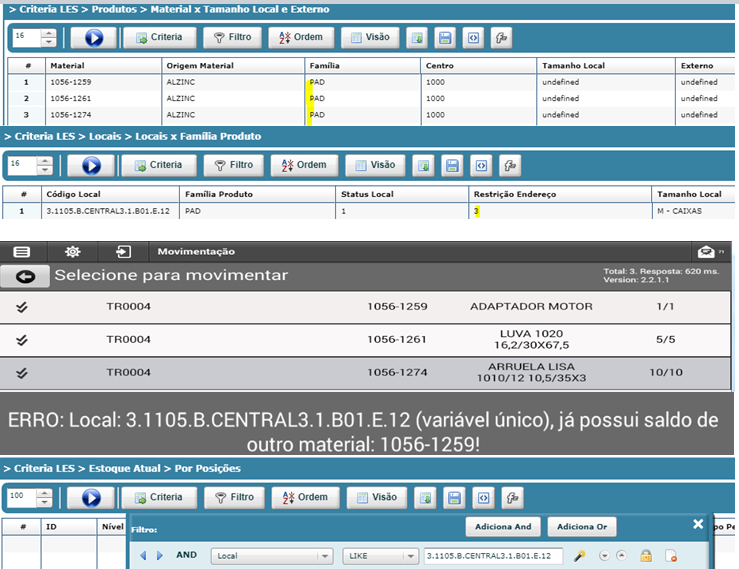 > Criteria LES > Produtos > Material x Tamanho Local e Externo
16 Criteria Filtro Ordem Visão
# Material Origem Material Família Centro Tamanho Local Externo
1 1056-1259 ALZINC PAD 1000 undefined undefined
2 1056-1261 ALZINC PAD 1000 undefined undefined
3 1056-1274 ALZINC PAD 1000 undefined undefined
> Criteria LES > Locais > Locais x Família Produto
16 Criteria Filtro Ordem Visão
# Código Local Família Produto Status Local Restrição Endereço Tamanho Local
1 3.1105.B.CENTRAL3.1.B01.E.12 PAD 1 3 M - CAIXAS
Movimentação
Selecione para movimentar
Total: 3. Resposta: 620 ms.
Version: 2.2.1.1
TR0004 1056-1259 ADAPTADOR MOTOR 1/1
TR0004 1056-1261 LUVA 1020 16,2/30X67,5 5/5
TR0004 1056-1274 ARRUELA LISA 1010/12 10,5/35X3 10/10
ERRO: Local: 3.1105.B.CENTRAL3.1.B01.E.12 (variável único), já possui saldo de
outro material: 1056-1259!
> Criteria LES > Estoque Atual > Por Posições
100 Criteria Filtro Ordem Visão
# ID Nível
Filtro: Adiciona And Adiciona Or
po Pe
AND Local LIKE 3.1105.B.CENTRAL3.1.B01.E.12